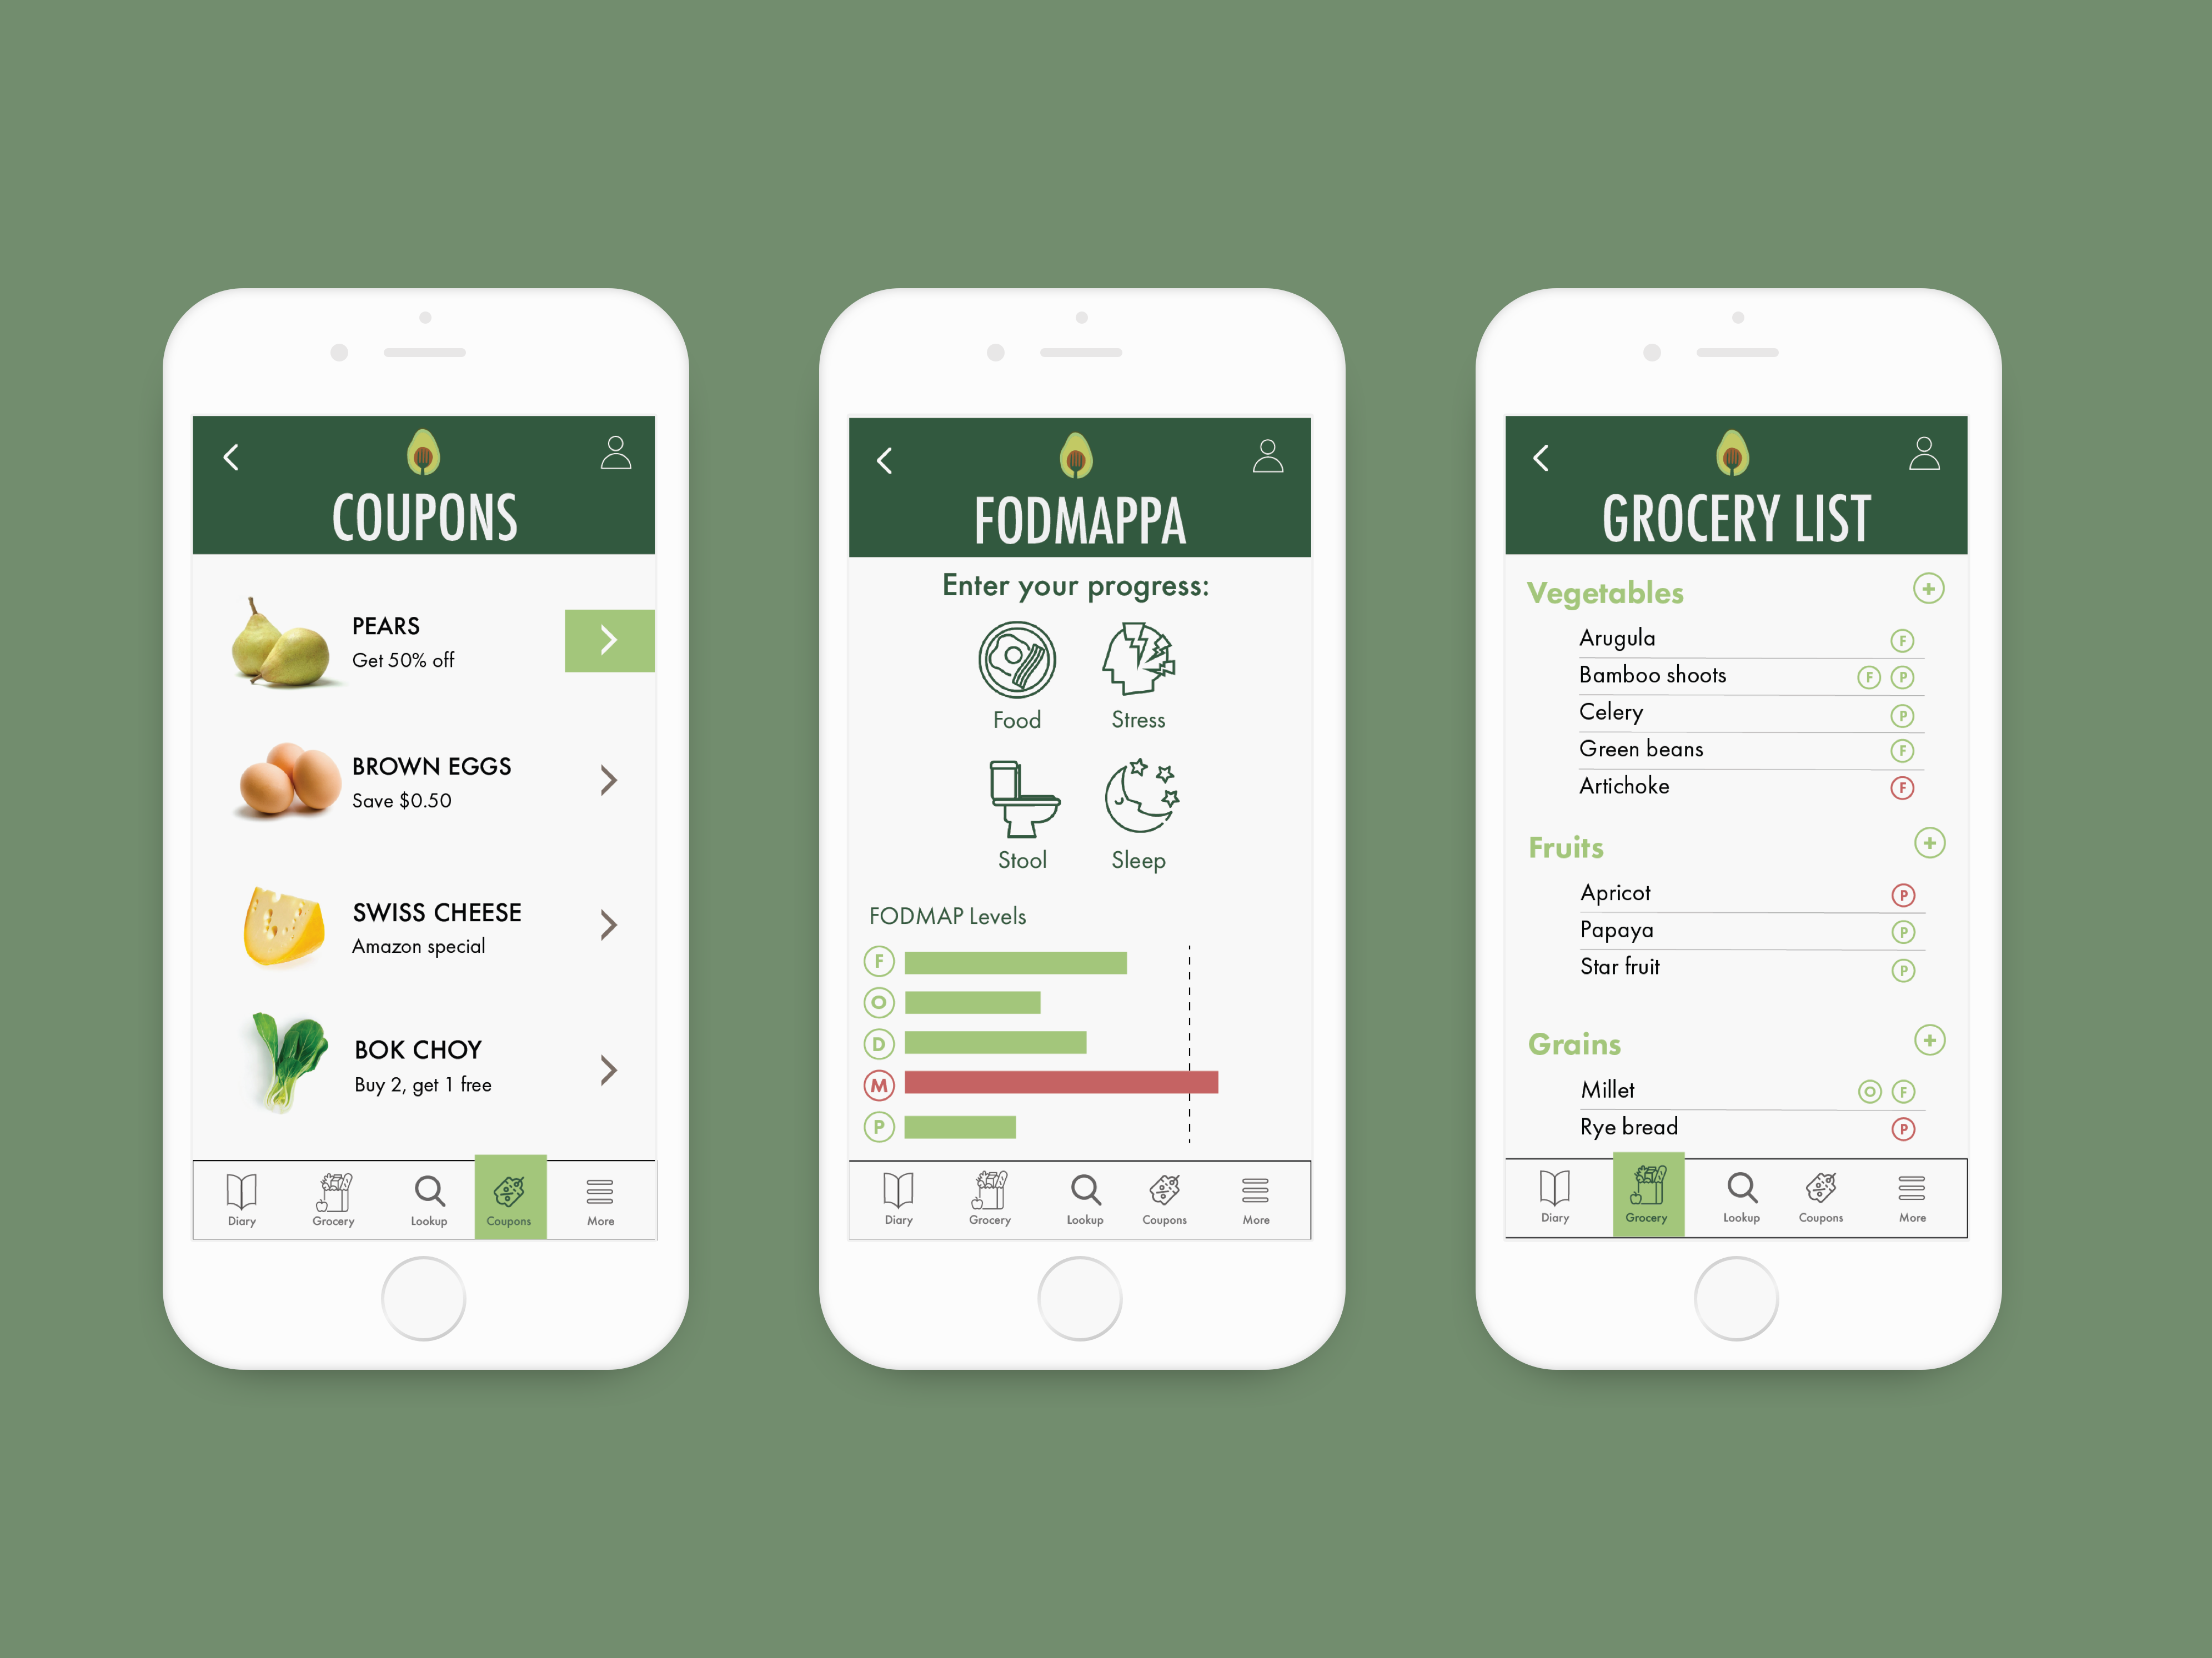 COUPONS
PEARS
Get 50% off
BROWN EGGS
Save $0.50
SWISS CHEESE
Amazon special
BOK CHOY
Buy 2, get 1 free
Diary Grocery Lookup Coupons More
FODMAPPA
Enter your progress:
Food Stress
Stool Sleep
FODMAP Levels
F
O
D
M
P
Diary Grocery Lookup Coupons More
GROCERY LIST
Vegetables
Arugula F
Bamboo shoots F P
Celery P
Green beans F
Artichoke F
Fruits
Apricot P
Papaya P
Star fruit P
Grains
Millet O F
Rye bread P
Diary Grocery Lookup Coupons More